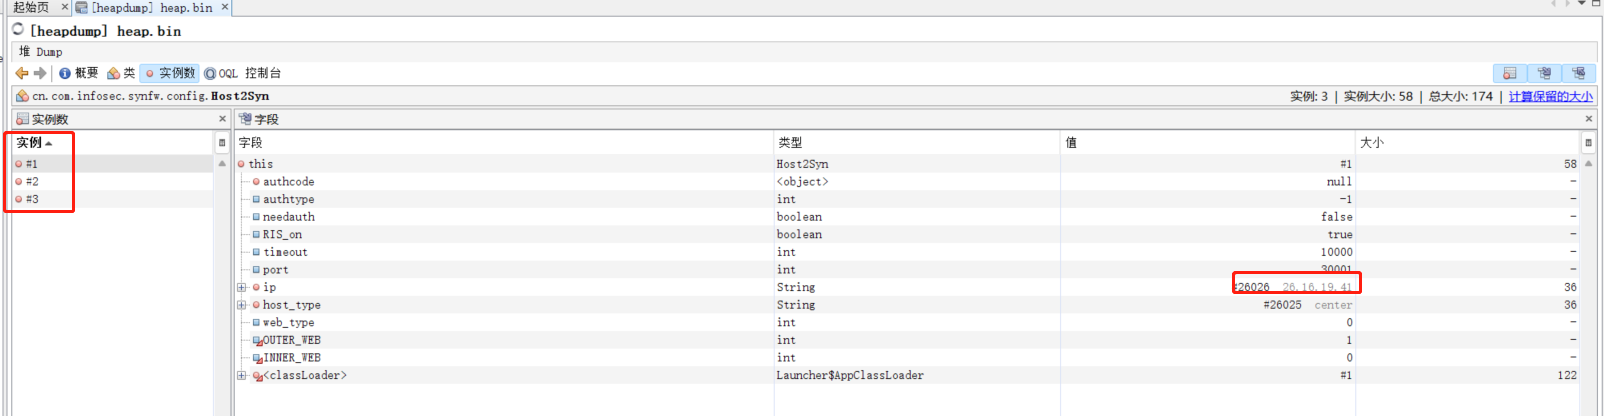 起始页 × [heapdump] heap.bin ×
[heapdump] heap.bin
堆 Dump
概要 类 实例数 OQL 控制台
cn.com.infosec.synfw.config.Host2Syn 实例: 3 | 实例大小: 58 | 总大小: 174 | 计算保留的大小
实例数 × 字段 ×
实例 字段 类型 值 大小
#1 this Host2Syn #1 58
#2 authcode <object> null -
#3 authtype int -1 -
needauth boolean false -
RIS_on boolean true -
timeout int 10000 -
port int 30001 -
ip String #26026 26.16.19.41 36
host_type String #26025 center 36
web_type int 0 -
OUTER_WEB int 1 -
INNER_WEB int 0 -
<classLoader> Launcher$AppClassLoader #1 122